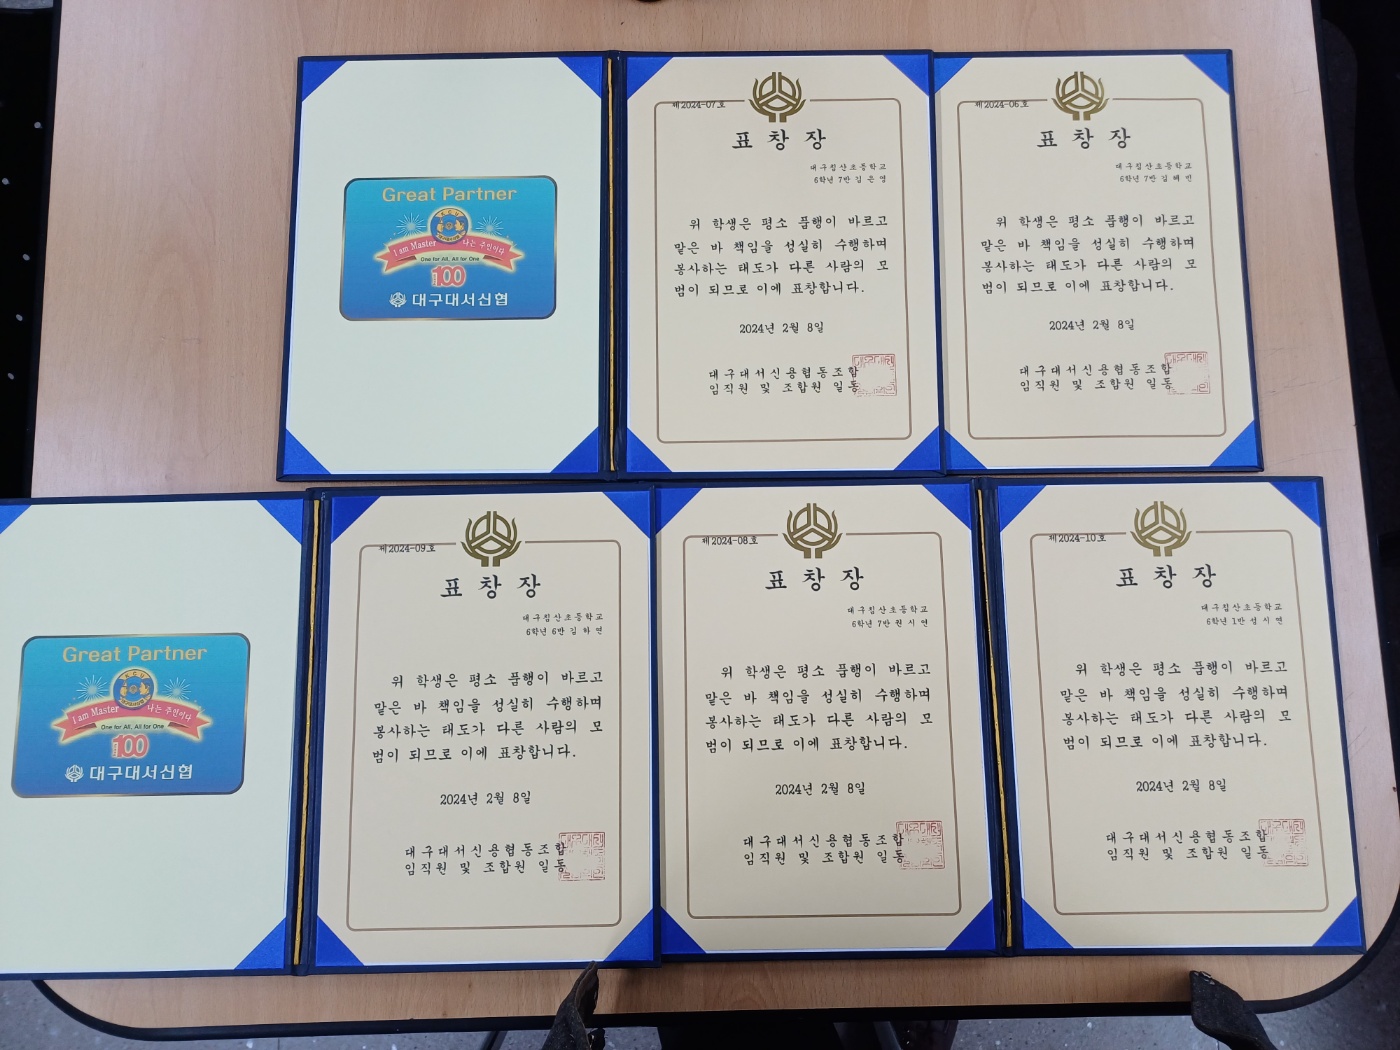 Great Partner
I am Master 나는 주인이다
One for All, All for One
100
대구대서신협
제2024-07호
표 창 장
대구침산초등학교
6학년 7반 김 은 영
위 학생은 평소 품행이 바르고
맡은 바 책임을 성실히 수행하며
봉사하는 태도가 다른 사람의 모
범이 되므로 이에 표창합니다.
2024년 2월 8일
대구대서신용협동조합
임직원 및 조합원 일동
제2024-06호
표 창 장
대구침산초등학교
6학년 7반 김
위 학생은 평소 품행이 바르고
맡은 바 책임을 성실히 수행하며
봉사하는 태도가 다른 사람의 모
범이 되므로 이에 표창합니다.
2024년 2월 8일
대구대서신용협동조합
임직원 및 조합원 일동
Great Partner
I am Master 나는 주인이다
One for All, All for One
100
대구대서신협
제2024-09호
표 창 장
대구침산초등학교
6학년 6반 김 하 연
위 학생은 평소 품행이 바르고
맡은 바 책임을 성실히 수행하며
봉사하는 태도가 다른 사람의 모
범이 되므로 이에 표창합니다.
2024년 2월 8일
대구대서신용협동조합
임직원 및 조합원 일동
제2024-08호
표 창 장
대구침산초등학교
6학년 7반 권 시 연
위 학생은 평소 품행이 바르고
맡은 바 책임을 성실히 수행하며
봉사하는 태도가 다른 사람의 모
범이 되므로 이에 표창합니다.
2024년 2월 8일
대구대서신용협동조합
임직원 및 조합원 일동
제2024-10호
표 창 장
대구침산초등학교
6학년 1반 성 시 연
위 학생은 평소 품행이 바르고
맡은 바 책임을 성실히 수행하며
봉사하는 태도가 다른 사람의 모
범이 되므로 이에 표창합니다.
2024년 2월 8일
대구대서신용협동조합
임직원 및 조합원 일동